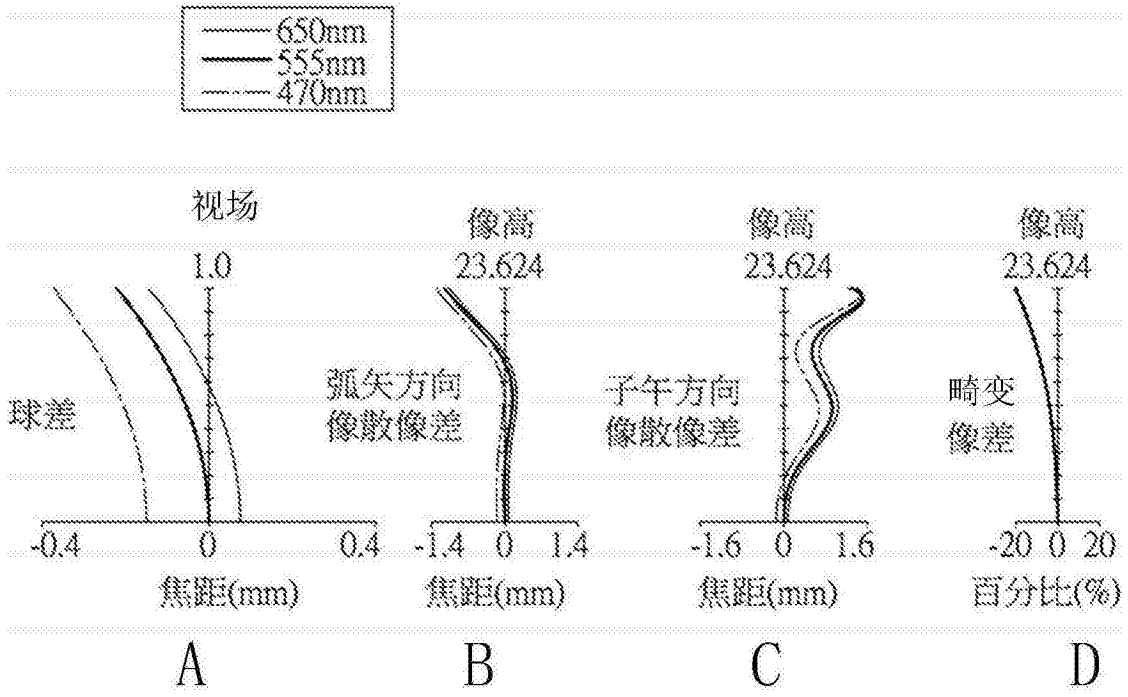 650nm
555nm
470nm
视场
1.0
球差
-0.4 0 0.4
焦距(mm)
A
像高
23.624
弧矢方向
像散像差
-1.4 0 1.4
焦距(mm)
B
像高
23.624
子午方向
像散像差
-1.6 0 1.6
焦距(mm)
C
像高
23.624
畸变
像差
-20 0 20
百分比(%)
D